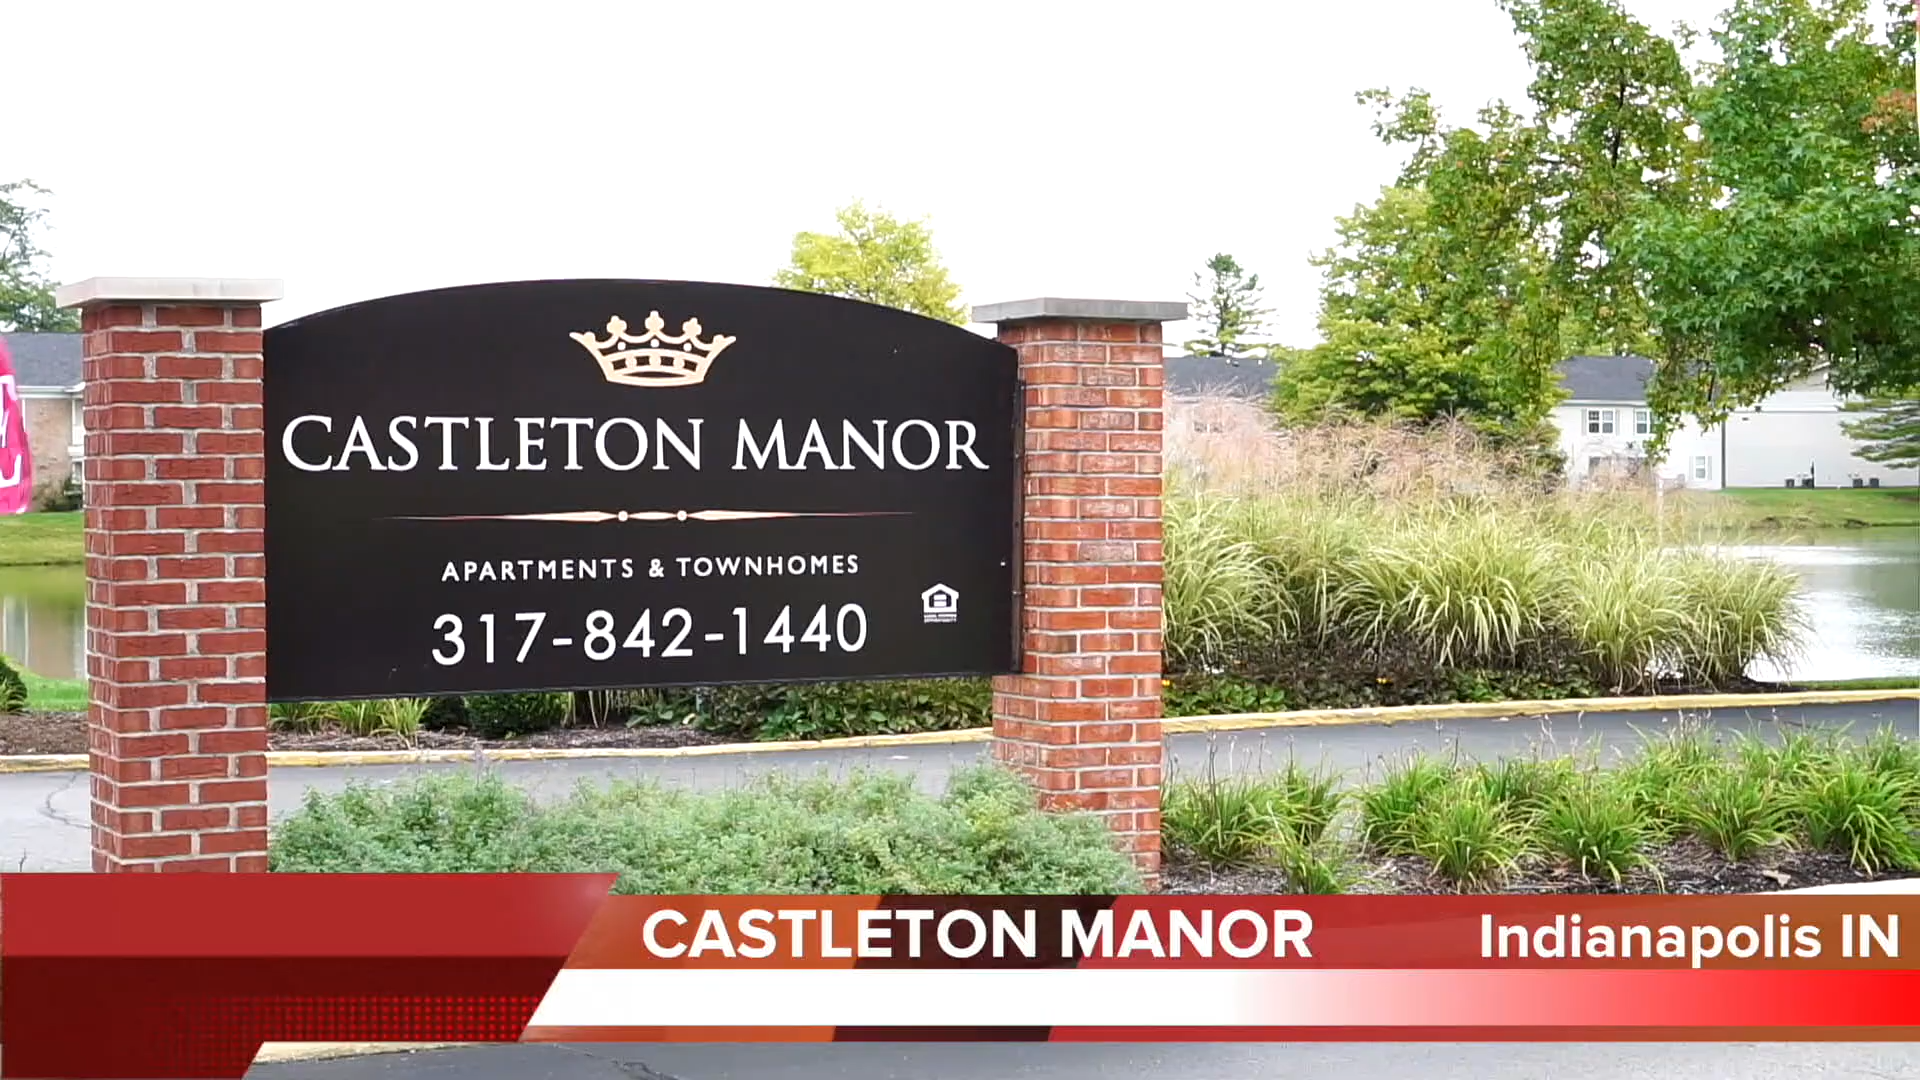 CASTLETON MANOR
APARTMENTS & TOWNHOMES
317-842-1440
CASTLETON MANOR
Indianapolis IN